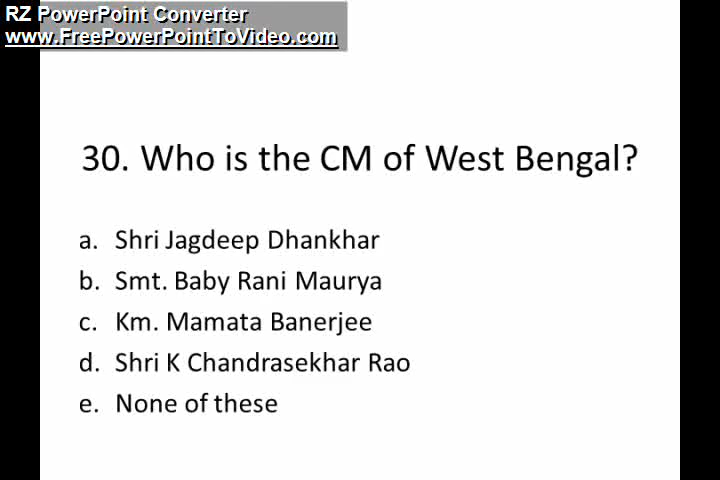 RZ PowerPoint Converter
www.FreePowerPointToVideo.com
30. Who is the CM of West Bengal?
a. Shri Jagdeep Dhankhar
b. Smt. Baby Rani Maurya
c. Km. Mamata Banerjee
d. Shri K Chandrasekhar Rao
e. None of these